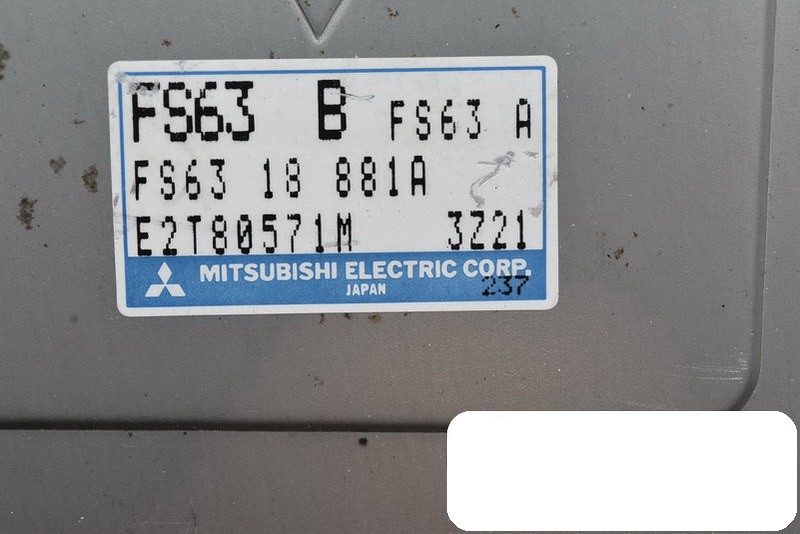 FS63 B FS63 A
FS63 18 881A
E2T80571M 3Z21
MITSUBISHI ELECTRIC CORP.
JAPAN 237